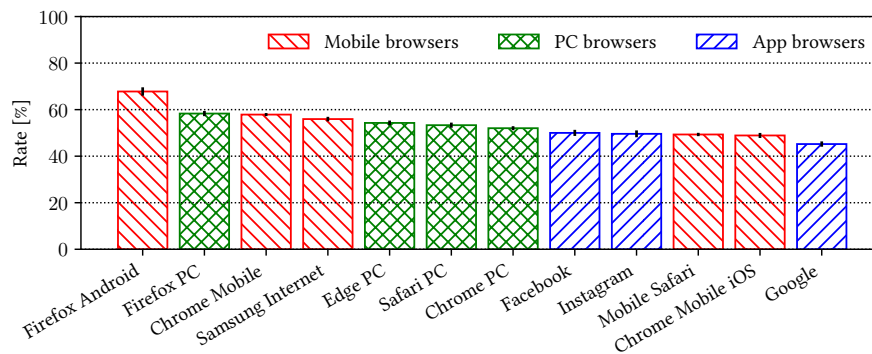 100
80
60
40
20
0
Rate [%]
Mobile browsers
PC browsers
App browsers
Firefox Android
Firefox PC
Chrome Mobile
Samsung Internet
Edge PC
Safari PC
Chrome PC
Facebook
Instagram
Mobile Safari
Chrome Mobile iOS
Google